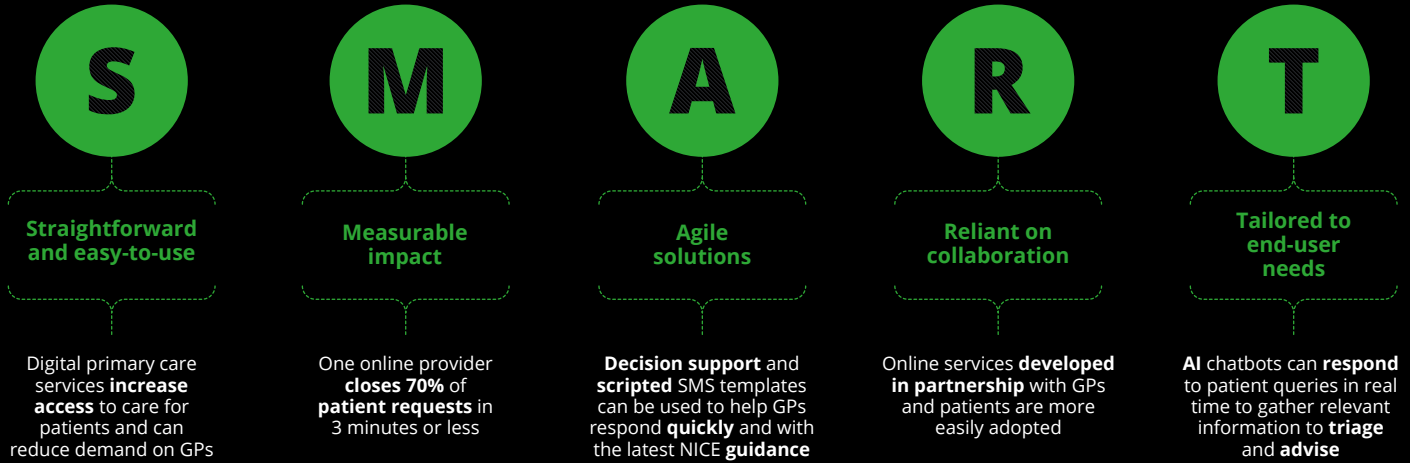 S
M
A
R
T
Straightforward
and easy-to-use
Measurable
impact
Agile
solutions
Reliant on
collaboration
Tailored to
end-user
needs
Digital primary care
services increase
access to care for
patients and can
reduce demand on GPs
One online provider
closes 70% of
patient requests in
3 minutes or less
Decision support and
scripted SMS templates
can be used to help GPs
respond quickly and with
the latest NICE guidance
Online services developed
in partnership with GPs
and patients are more
easily adopted
AI chatbots can respond
to patient queries in real
time to gather relevant
information to triage
and advise